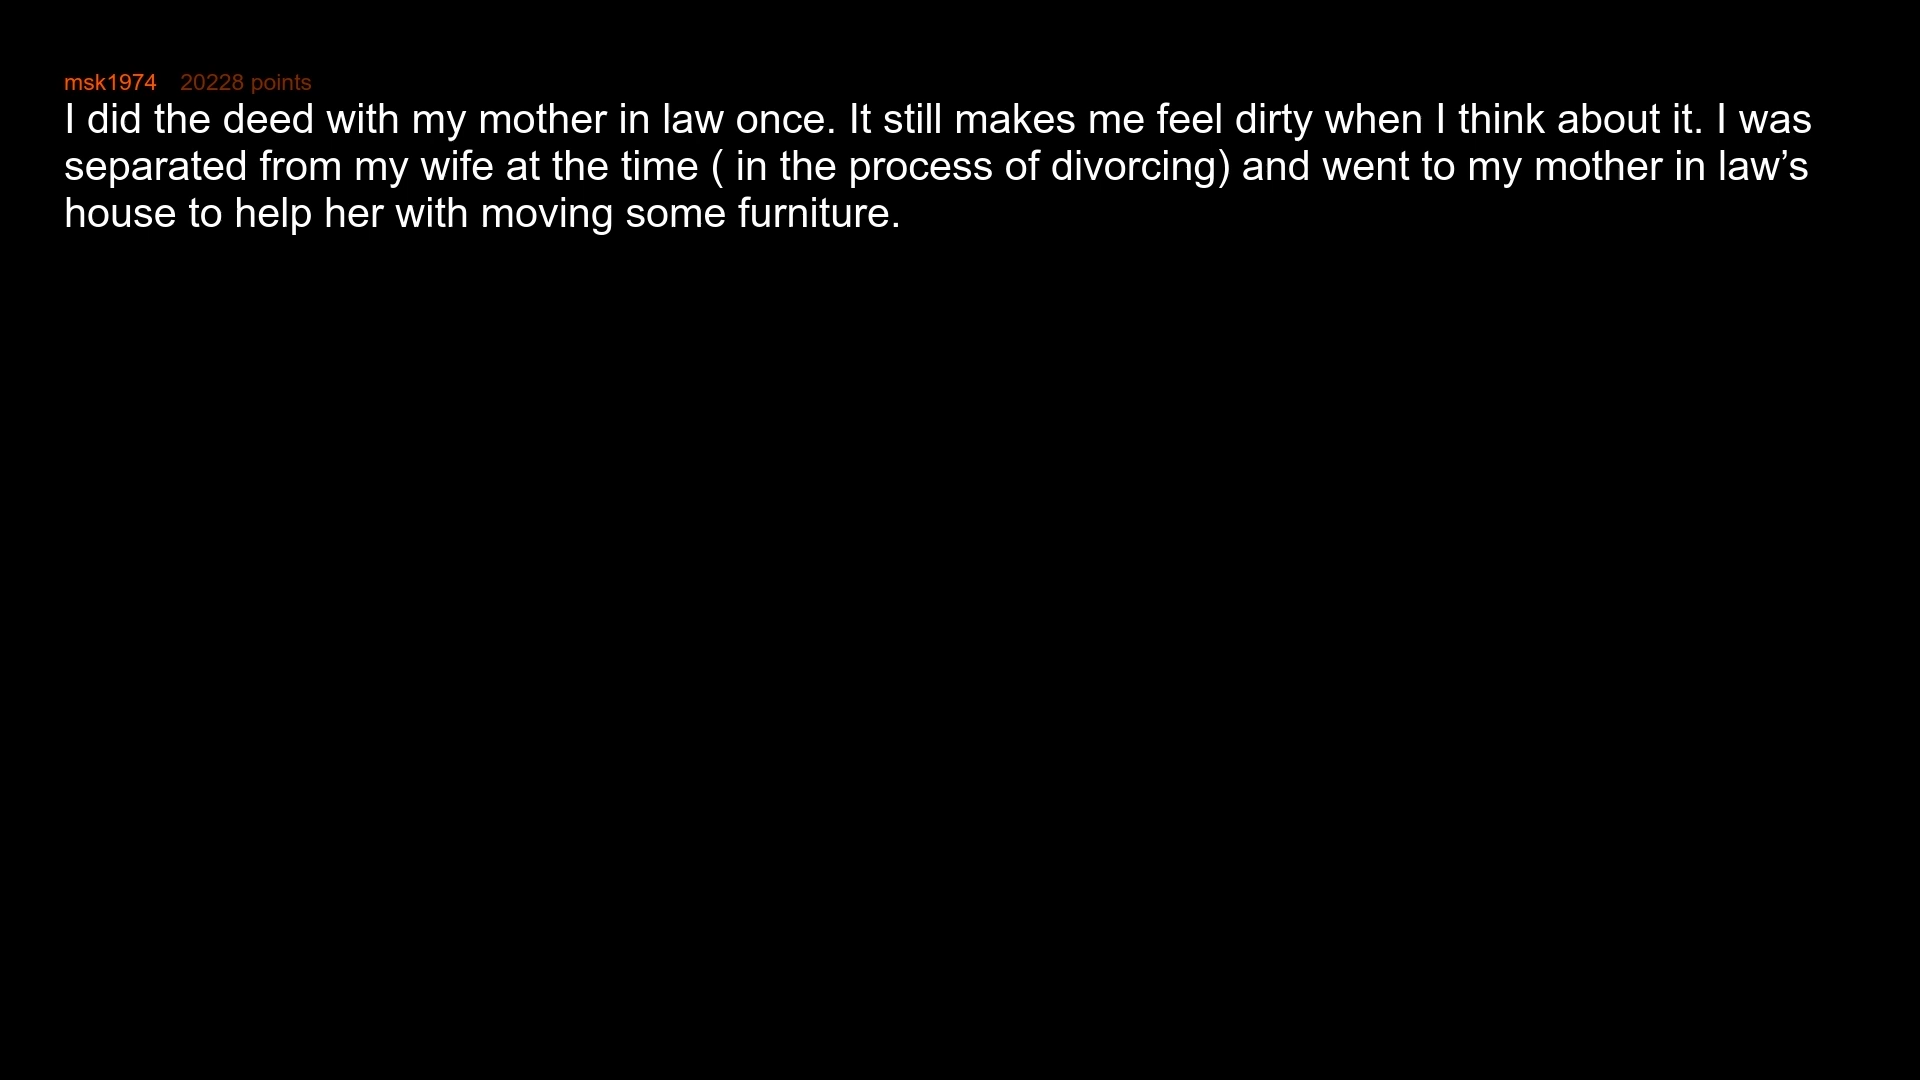 msk1974 20228 points
I did the deed with my mother in law once. It still makes me feel dirty when I think about it. I was
separated from my wife at the time ( in the process of divorcing) and went to my mother in law’s
house to help her with moving some furniture.